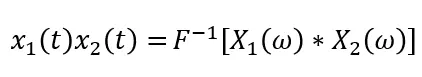 x₁(t)x₂(t) = F⁻¹[X₁(ω) ∗ X₂(ω)]